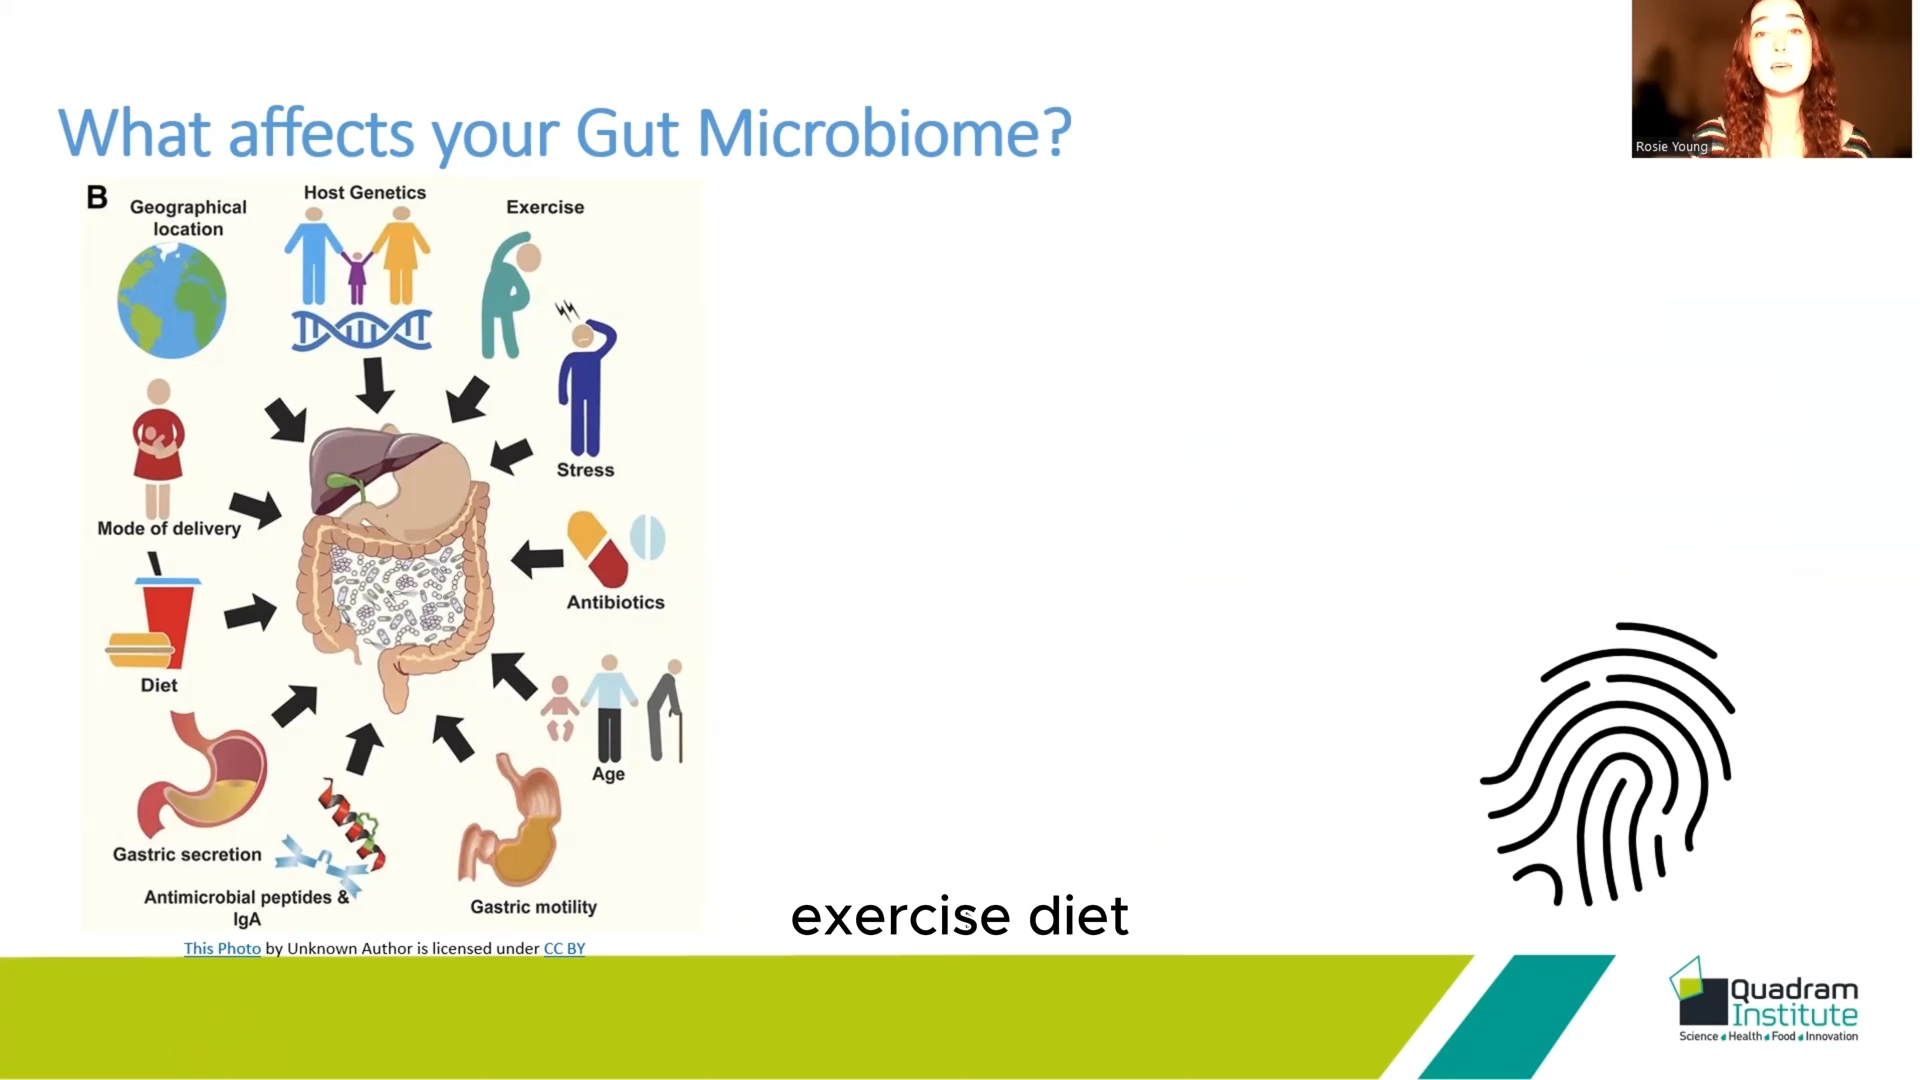 Rosie Young
What affects your Gut Microbiome?
B
Geographical
location
Host Genetics
Exercise
Stress
Mode of delivery
Antibiotics
Diet
Age
Gastric secretion
Antimicrobial peptides &
IgA
Gastric motility
exercise diet
This Photo by Unknown Author is licensed under CC BY
Quadram
Institute
Science Health Food Innovation